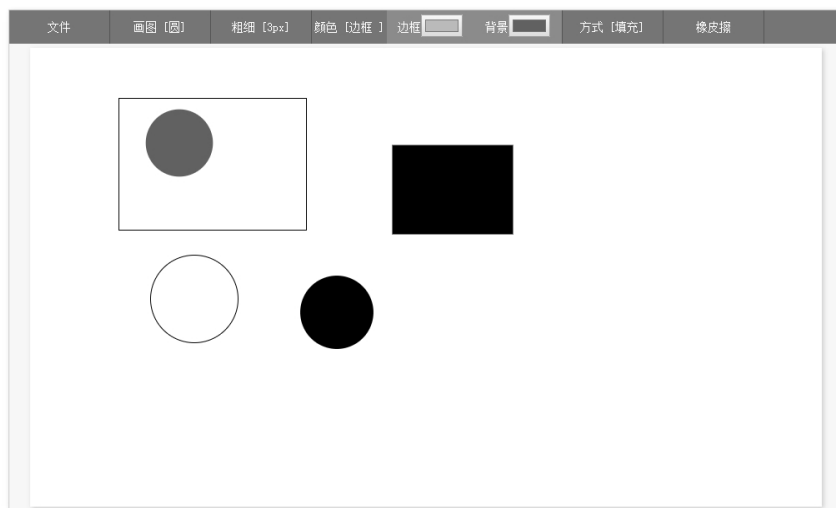 文件 画图 [圆] 粗细 [3px] 颜色 [边框 ] 边框 背景 方式 [填充] 橡皮擦